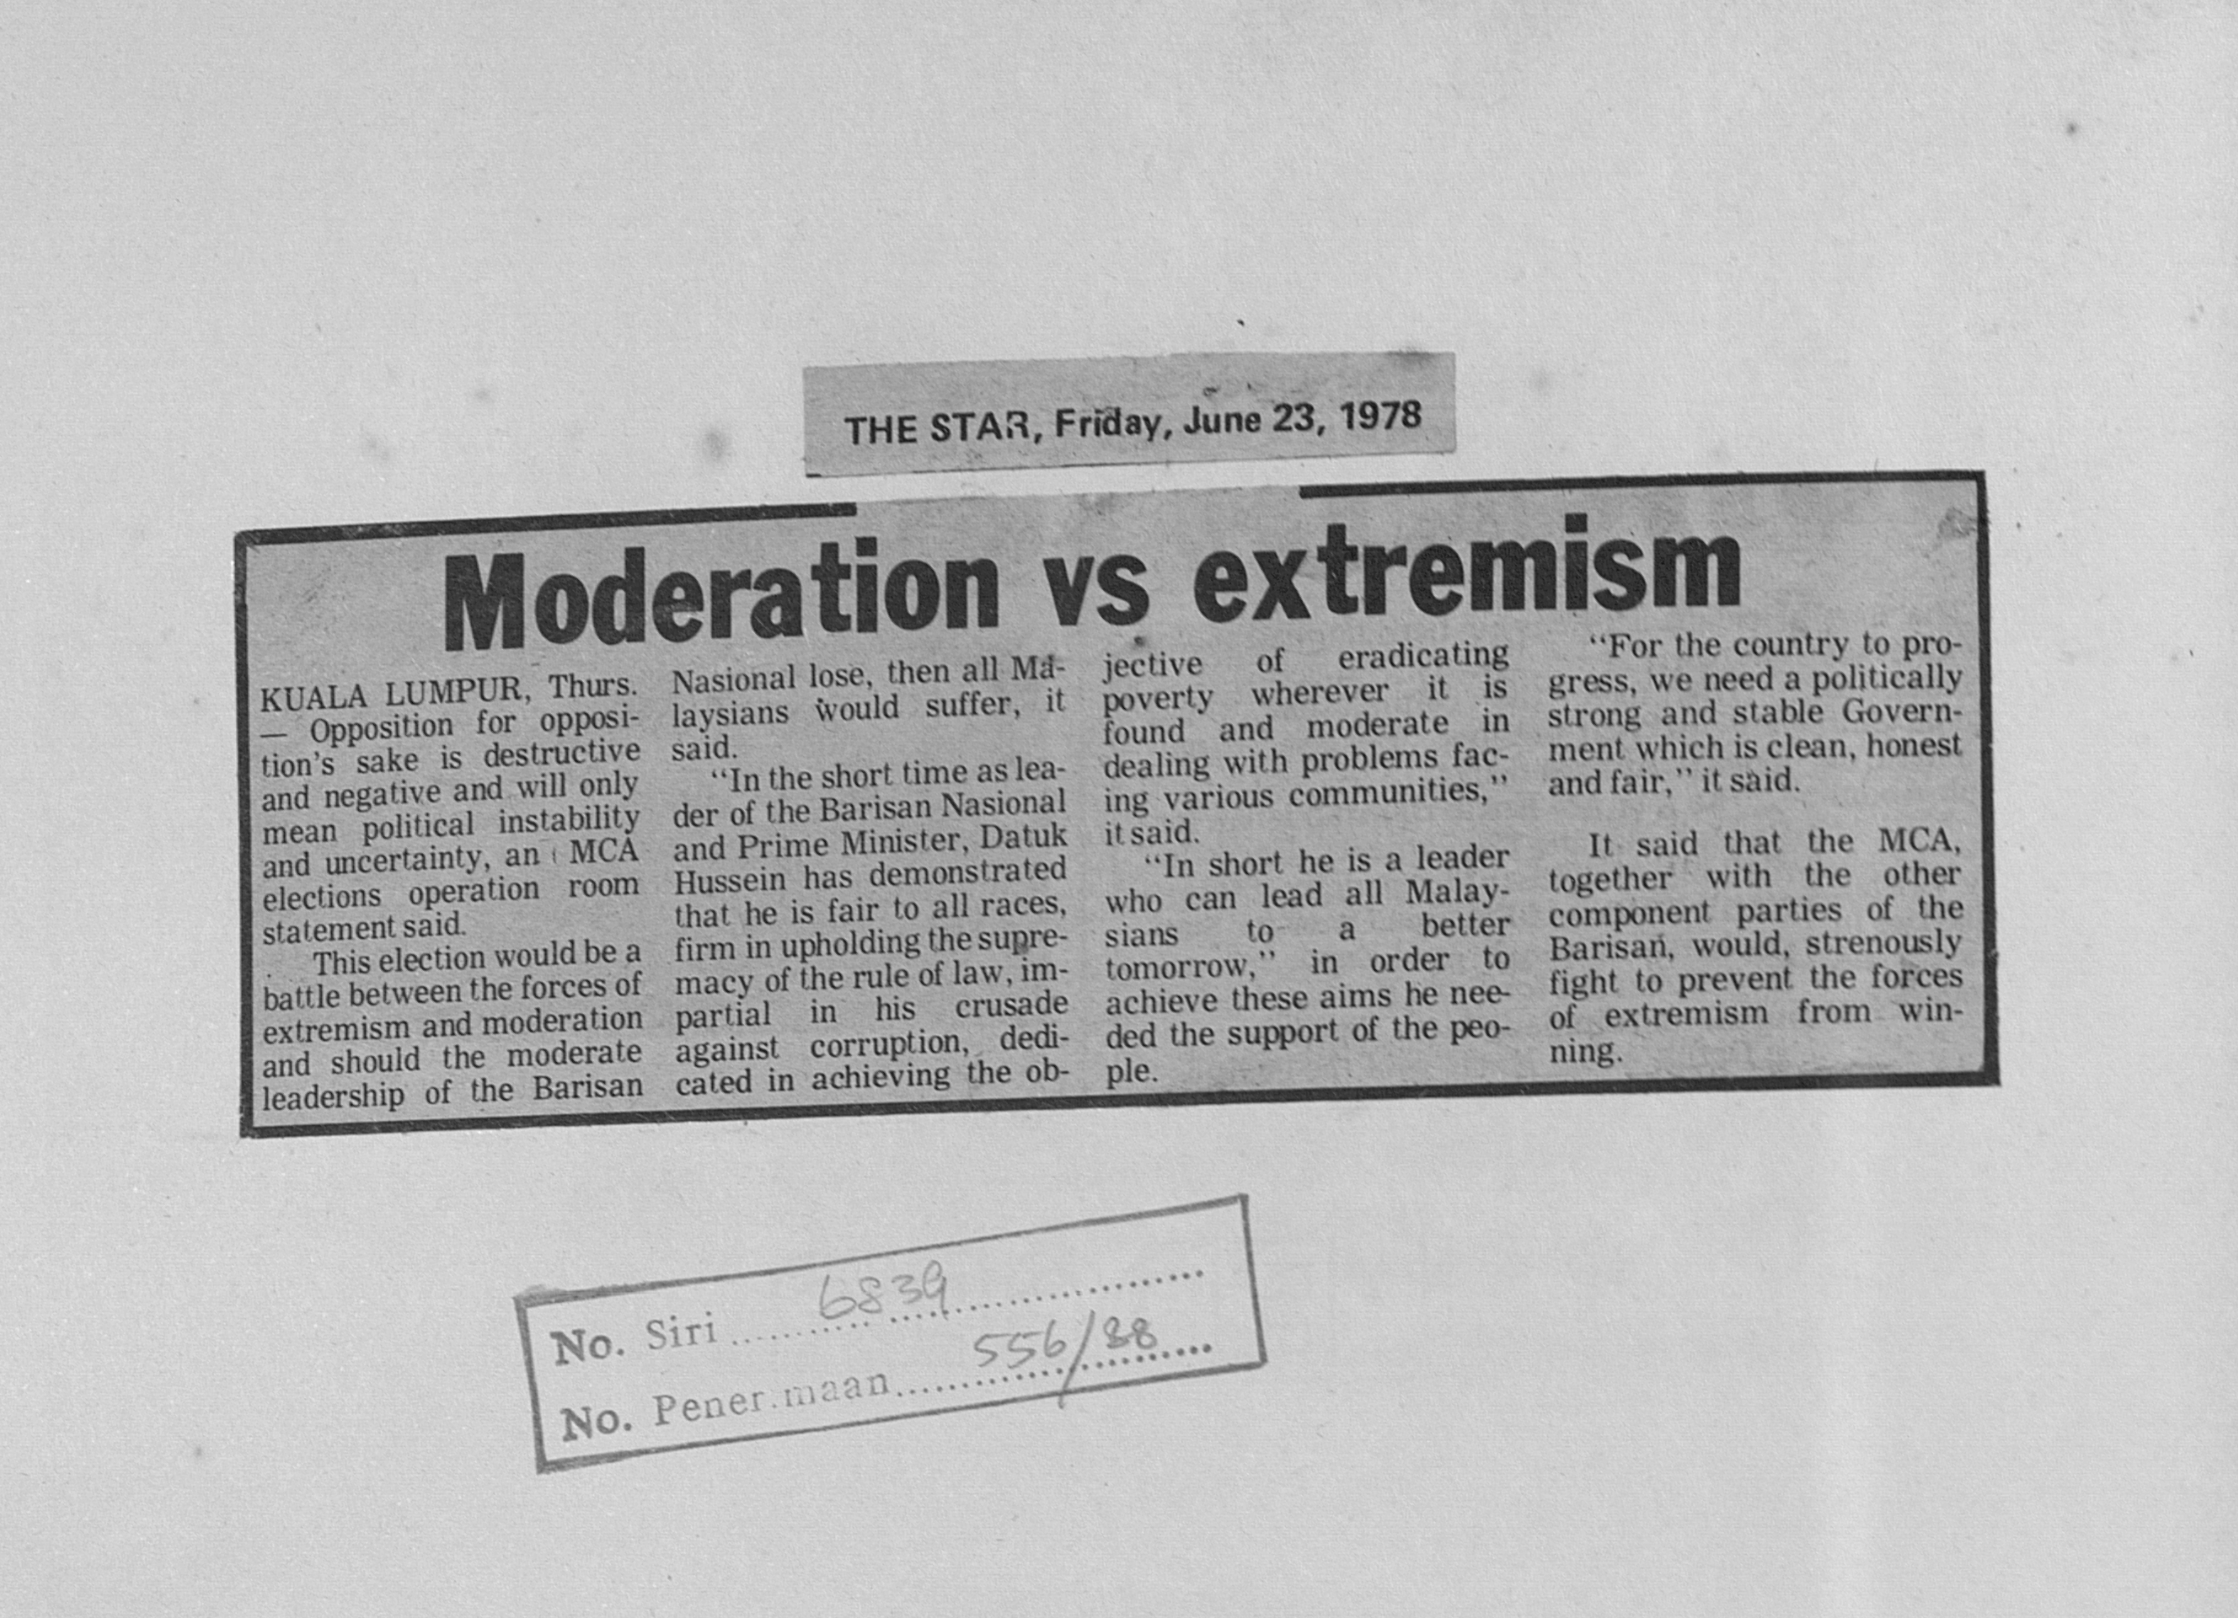 THE STAR, Friday, June 23, 1978
Moderation vs extremism
KUALA LUMPUR, Thurs.
— Opposition for opposi-
tion's sake is destructive
and negative and will only
mean political instability
and uncertainty, an MCA
elections operation room
statement said.
This election would be a
battle between the forces of
extremism and moderation
and should the moderate
leadership of the Barisan
Nasional lose, then all Ma-
laysians would suffer, it
said.
"In the short time as lea-
der of the Barisan Nasional
and Prime Minister, Datuk
Hussein has demonstrated
that he is fair to all races,
firm in upholding the supre-
macy of the rule of law, im-
partial in his crusade
against corruption, dedi-
cated in achieving the ob-
jective of eradicating
poverty wherever it is
found and moderate in
dealing with problems fac-
ing various communities,"
it said.
"In short he is a leader
who can lead all Malay-
sians to a better
tomorrow," in order to
achieve these aims he nee-
ded the support of the peo-
ple.
"For the country to pro-
gress, we need a politically
strong and stable Govern-
ment which is clean, honest
and fair," it said.
It said that the MCA,
together with the other
component parties of the
Barisan, would, strenously
fight to prevent the forces
of extremism from win-
ning.
No. Siri 6839
No. Penerimaan 556/88